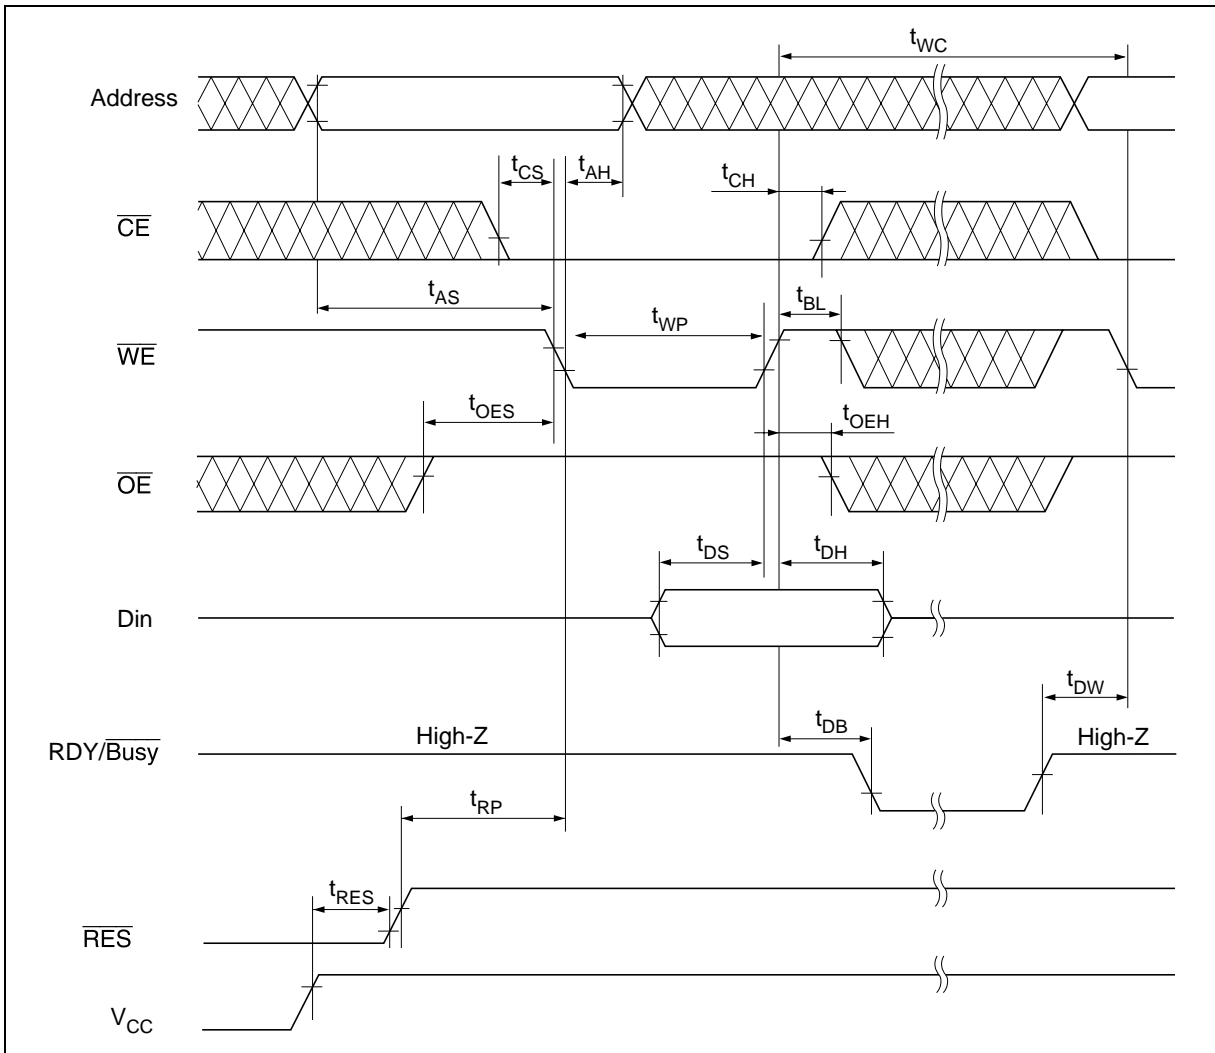 tWC
Address
tCS
tAH
tCH
CE
tAS
tBL
tWP
WE
tOES
tOEH
OE
tDS
tDH
Din
tDW
tDB
High-Z
High-Z
RDY/Busy
tRP
tRES
RES
VCC